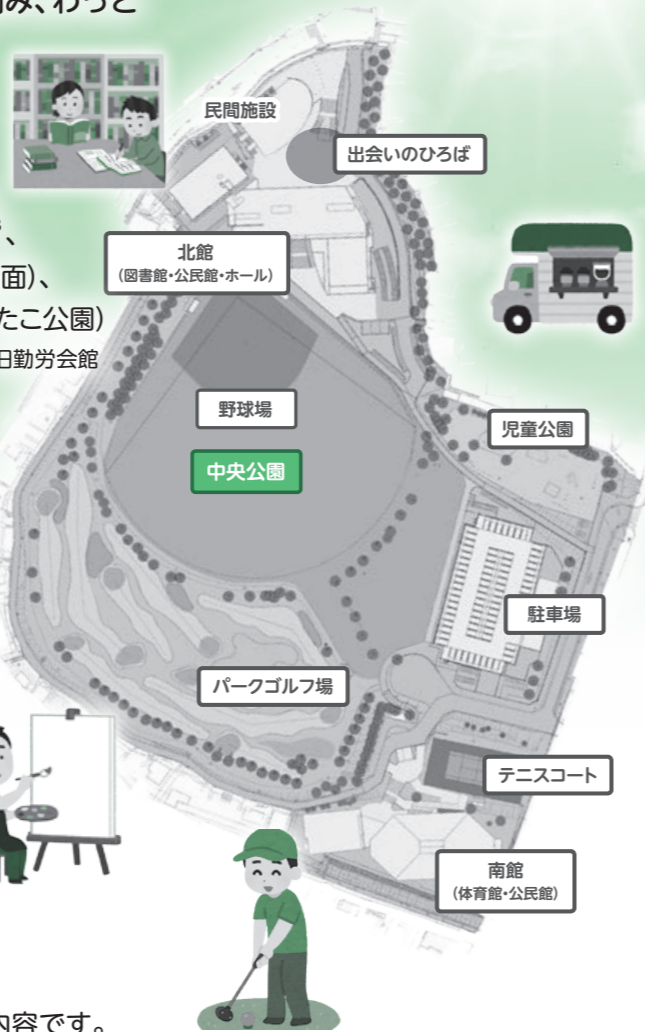 わっと
民間施設
出会いのひろば
北館
(図書館・公民館・ホール)
面)、
たこ公園)
田勤労会館
野球場
児童公園
中央公園
駐車場
パークゴルフ場
テニスコート
南館
(体育館・公民館)
内容です。